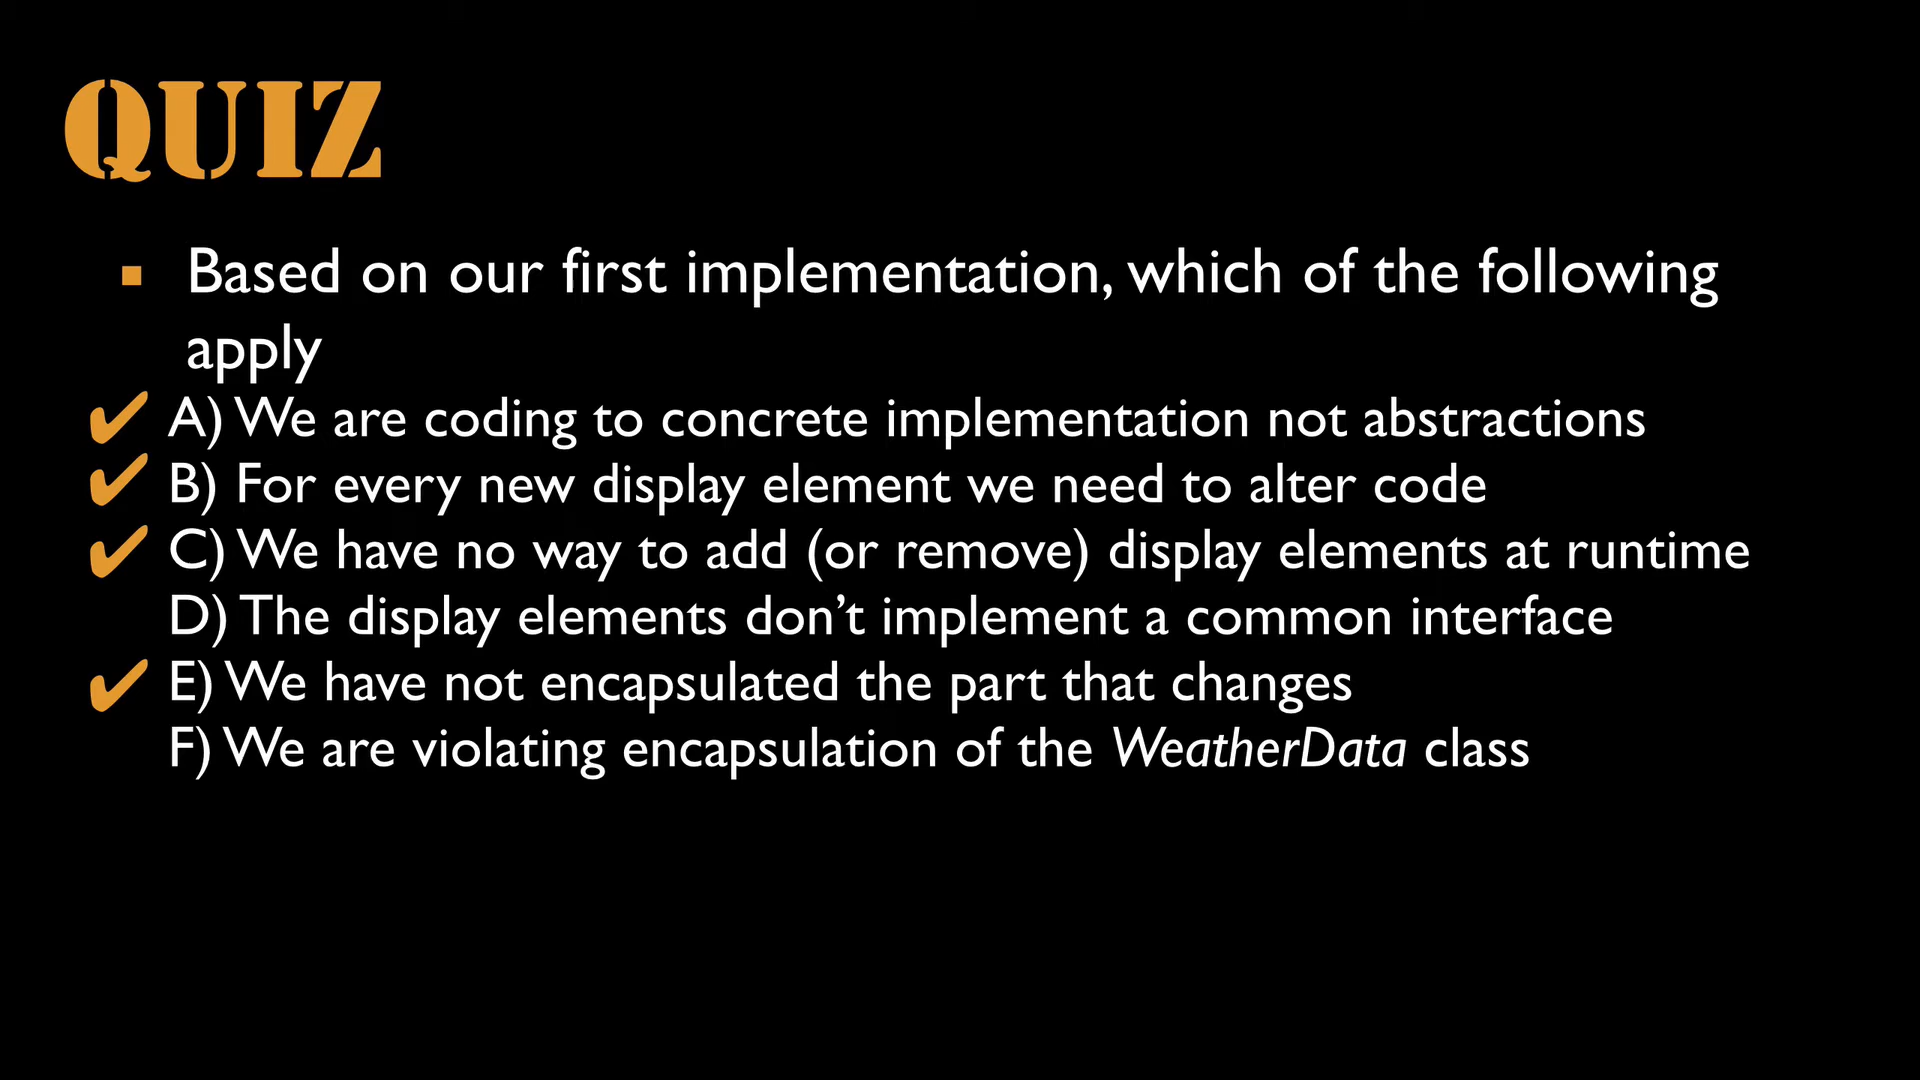 QUIZ
▪ Based on our first implementation, which of the following
apply
✔ A) We are coding to concrete implementation not abstractions
✔ B) For every new display element we need to alter code
✔ C) We have no way to add (or remove) display elements at runtime
D) The display elements don’t implement a common interface
✔ E) We have not encapsulated the part that changes
F) We are violating encapsulation of the WeatherData class